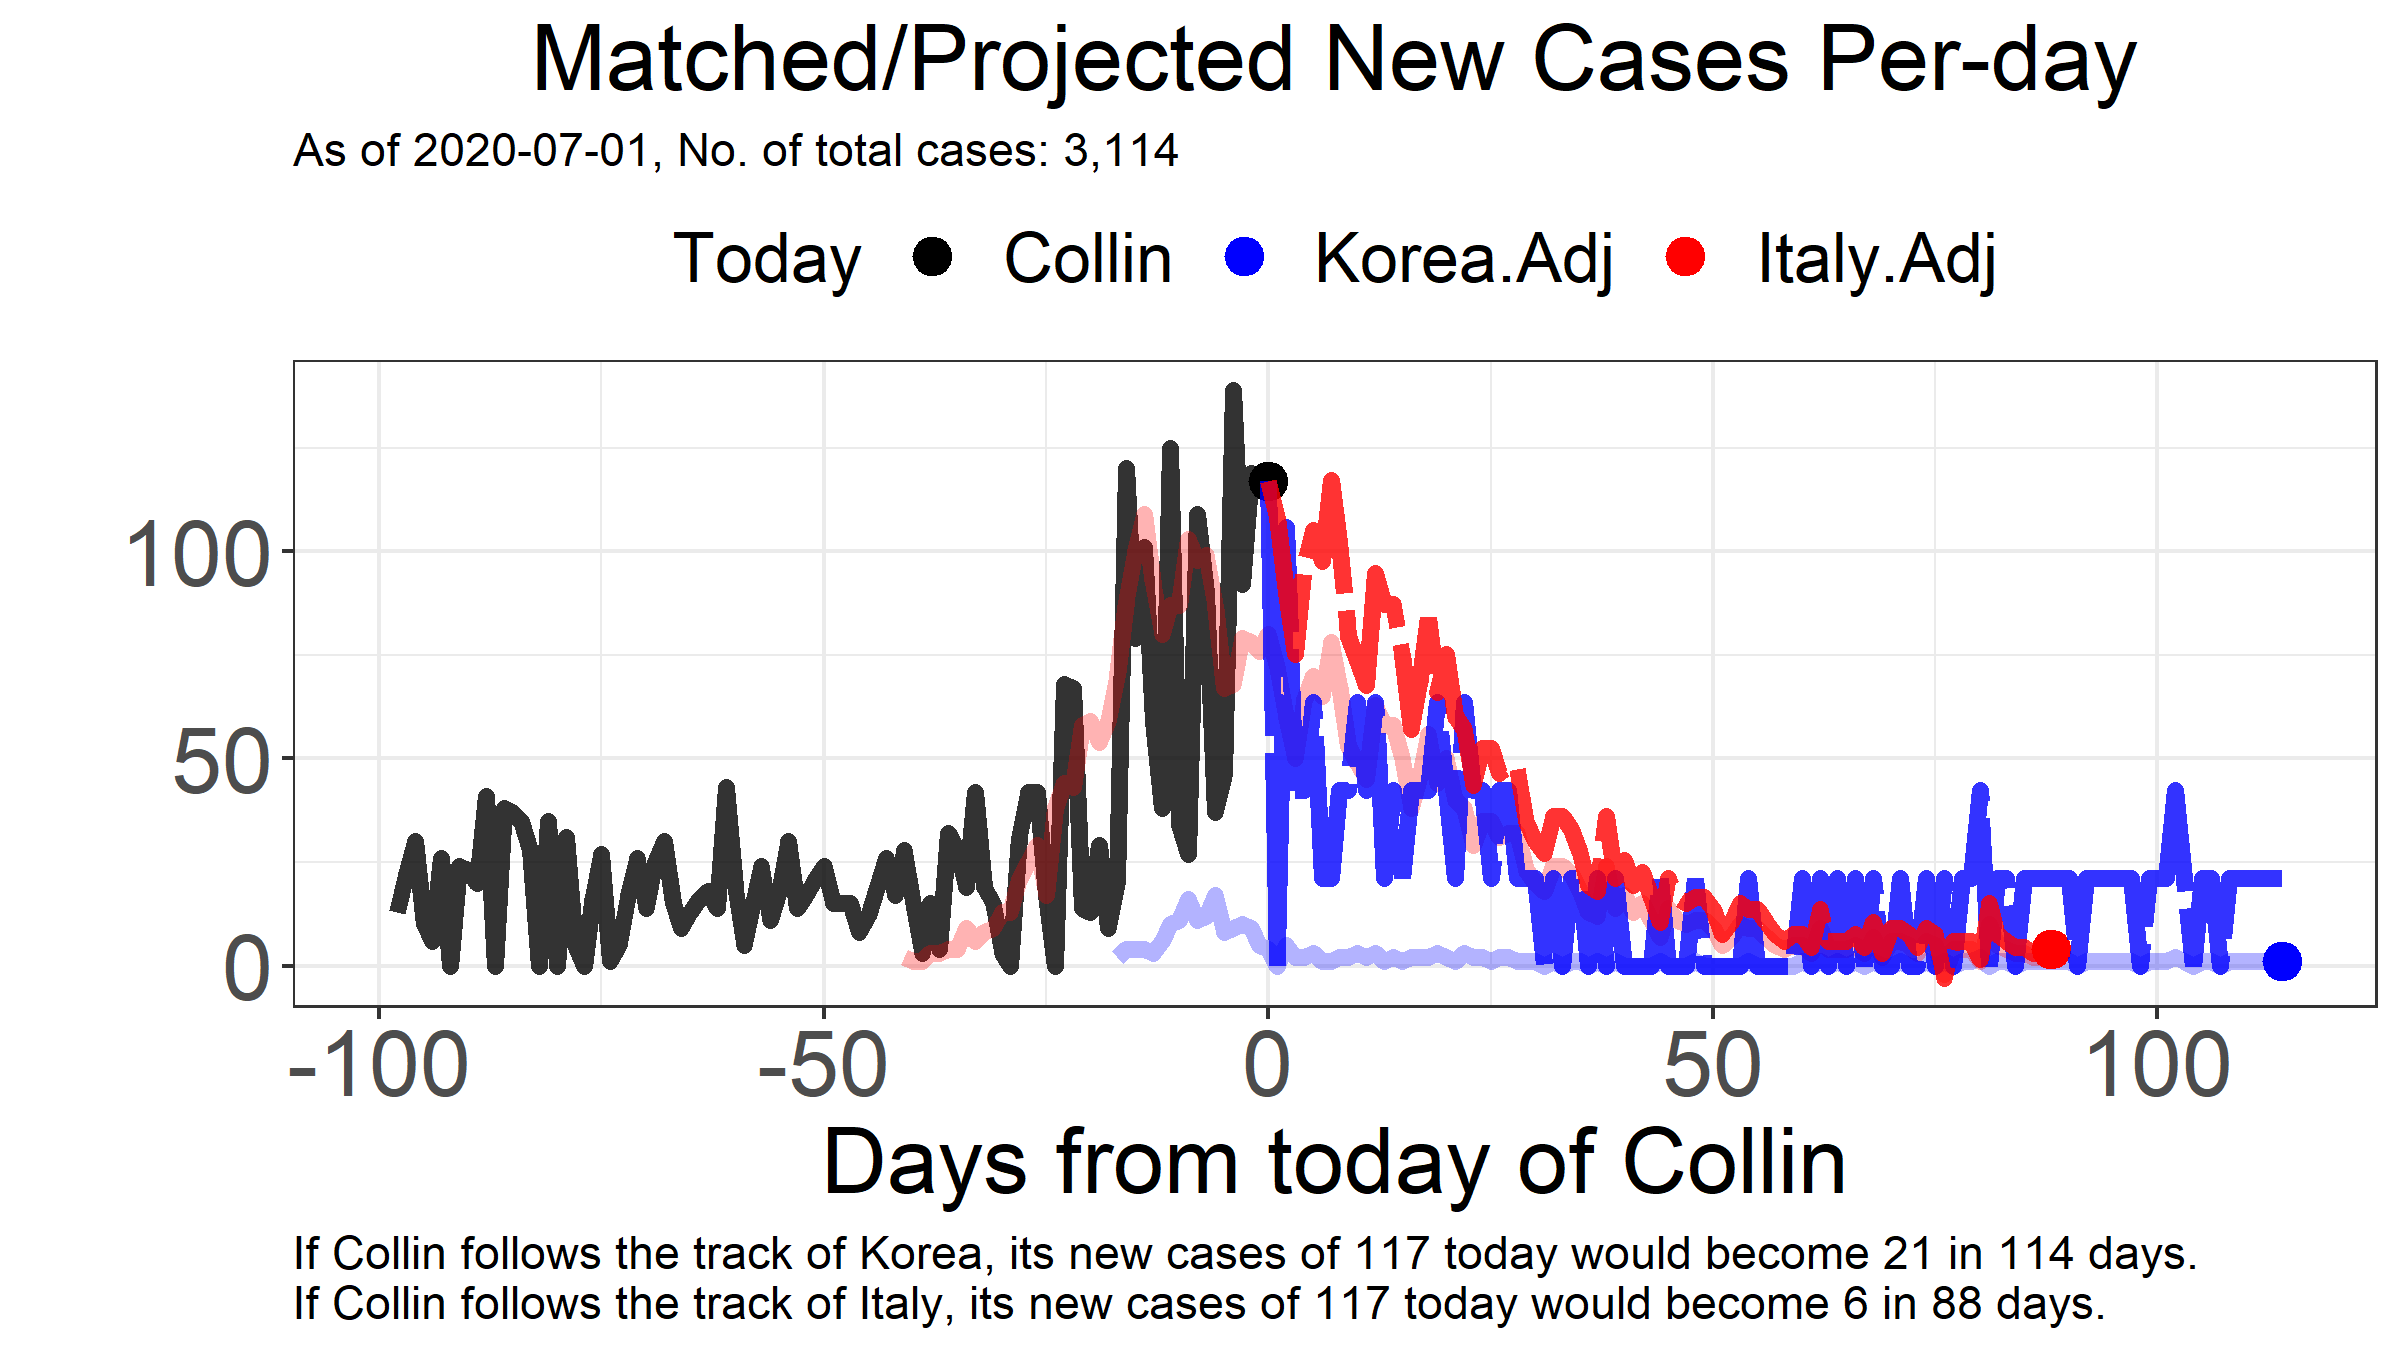 Matched/Projected New Cases Per-day
As of 2020-07-01, No. of total cases: 3,114
Today Collin Korea.Adj Italy.Adj
100
50
0
-100 -50 0 50 100
Days from today of Collin
If Collin follows the track of Korea, its new cases of 117 today would become 21 in 114 days.
If Collin follows the track of Italy, its new cases of 117 today would become 6 in 88 days.